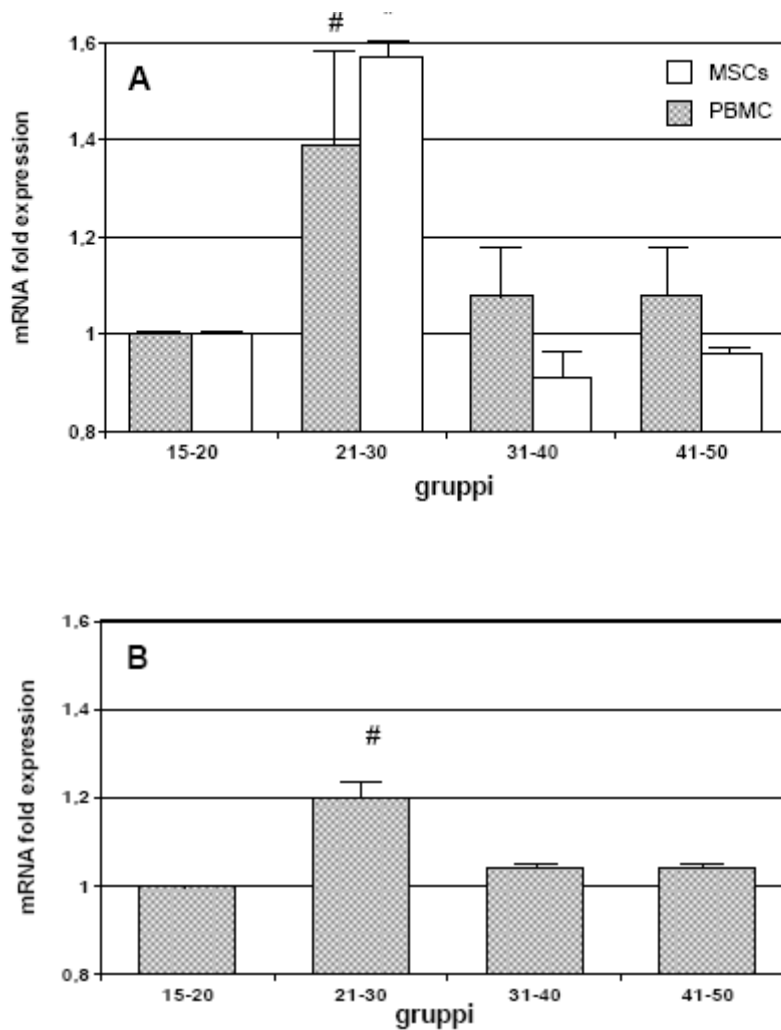 #
A
MSCs
PBMC
mRNA fold expression
1,6
1,4
1,2
1
0,8
15-20 21-30 31-40 41-50
gruppi
B
#
mRNA fold expression
1,6
1,4
1,2
1
0,8
15-20 21-30 31-40 41-50
gruppi